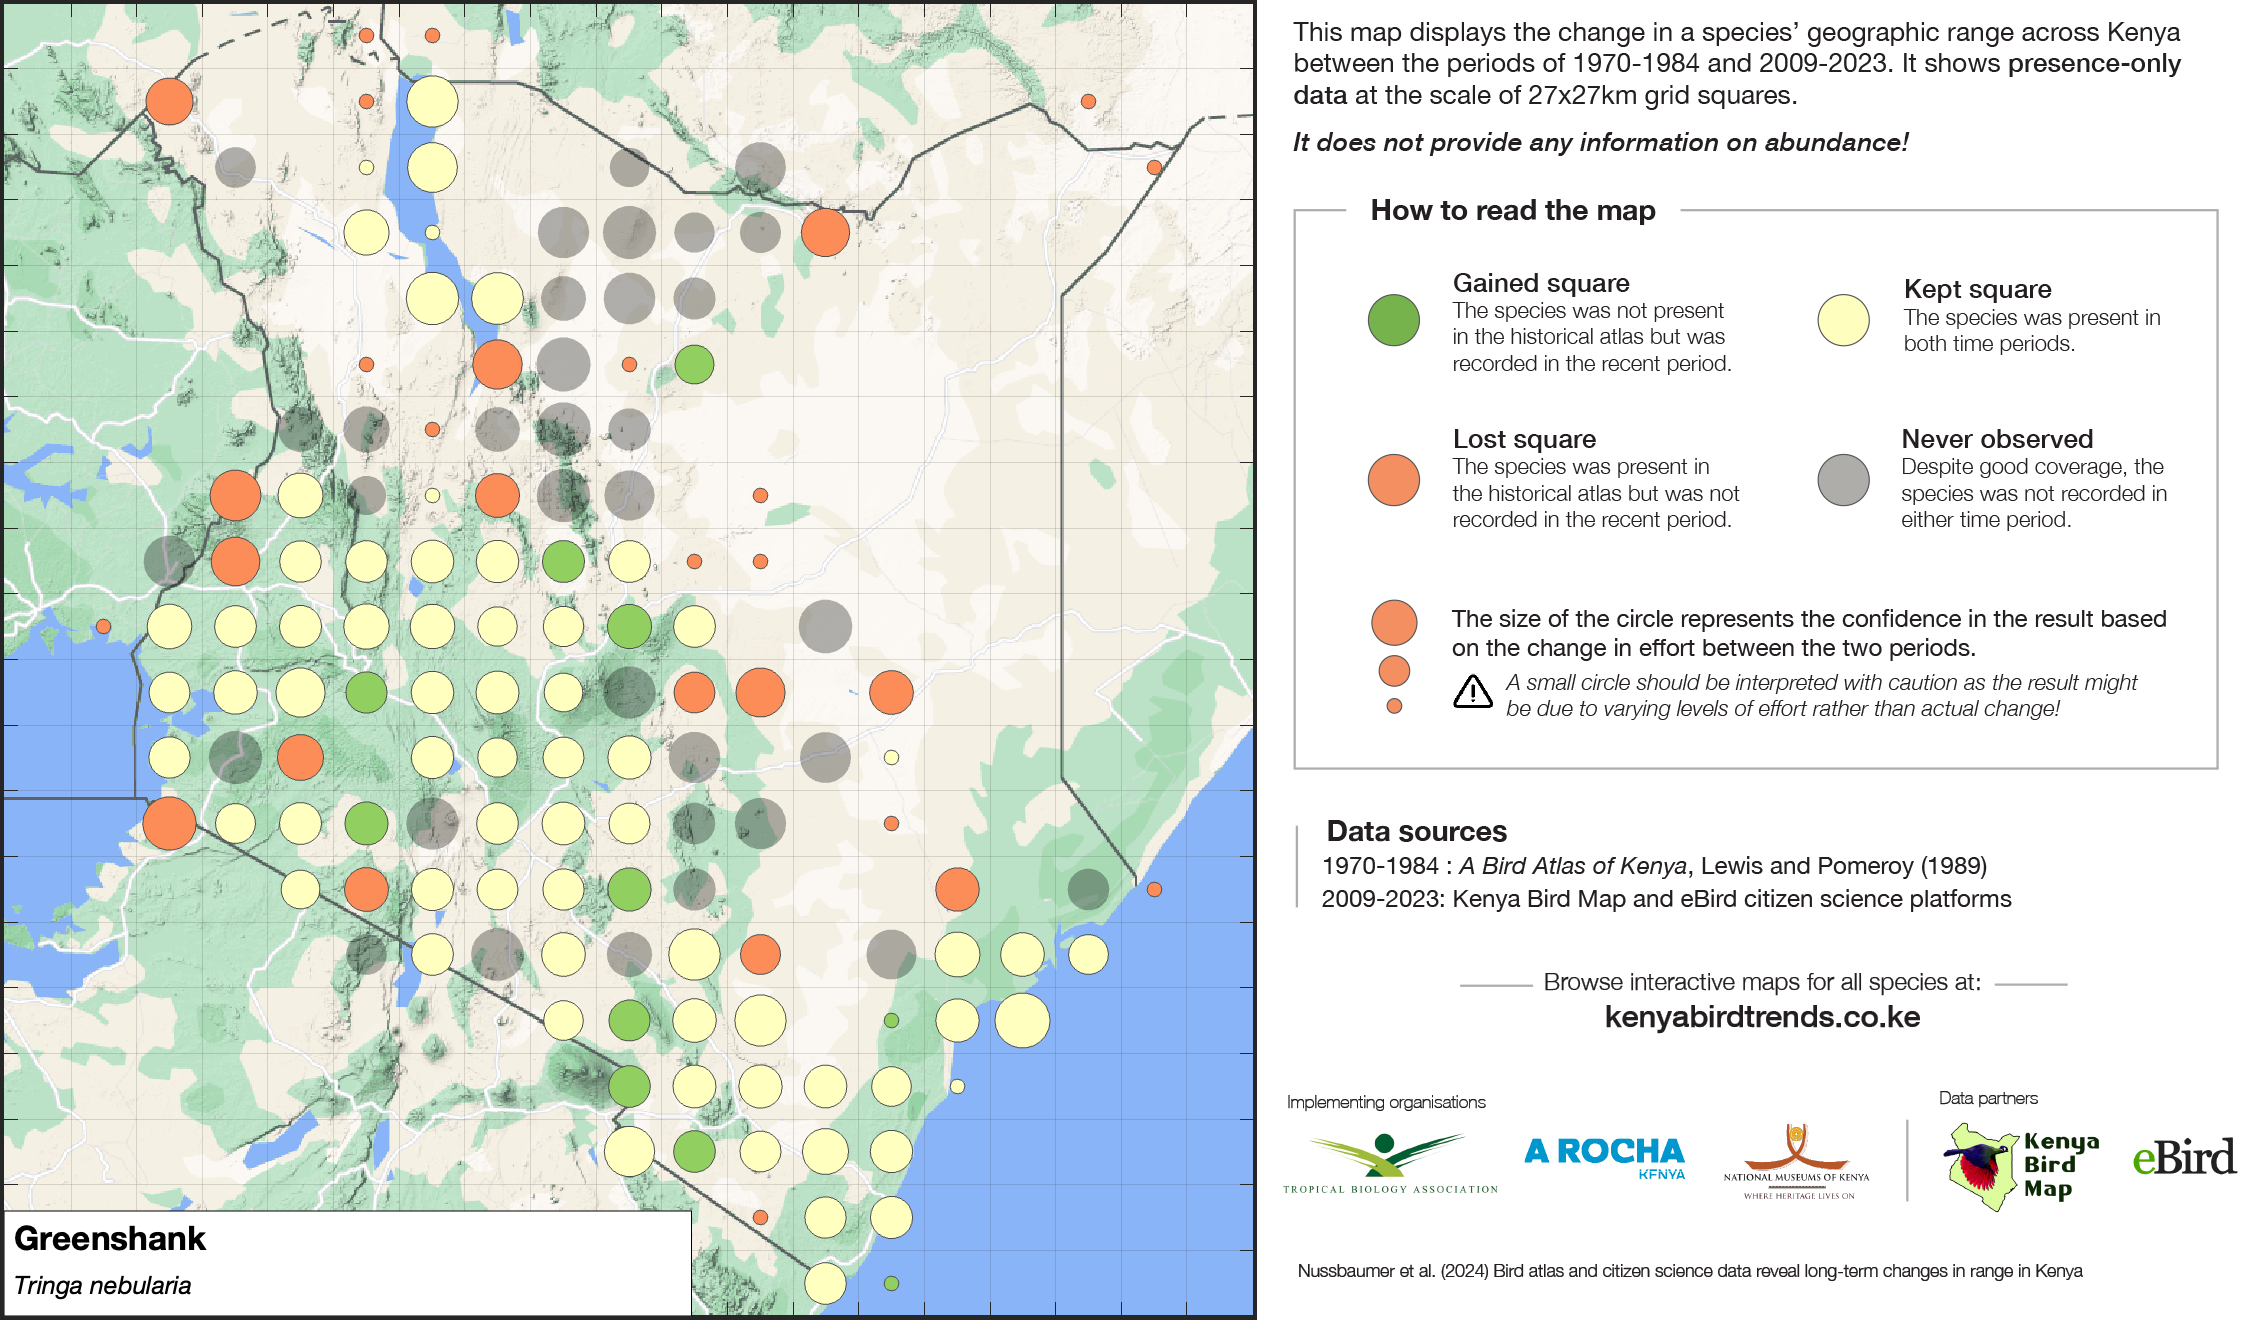 This map displays the change in a species' geographic range across Kenya
between the periods of 1970-1984 and 2009-2023. It shows presence-only
data at the scale of 27x27km grid squares.
It does not provide any information on abundance!
How to read the map
Gained square
The species was not present
in the historical atlas but was
recorded in the recent period.
Kept square
The species was present in
both time periods.
Lost square
The species was present in
the historical atlas but was not
recorded in the recent period.
Never observed
Despite good coverage, the
species was not recorded in
either time period.
The size of the circle represents the confidence in the result based
on the change in effort between the two periods.
A small circle should be interpreted with caution as the result might
be due to varying levels of effort rather than actual change!
Data sources
1970-1984 : A Bird Atlas of Kenya, Lewis and Pomeroy (1989)
2009-2023: Kenya Bird Map and eBird citizen science platforms
Browse interactive maps for all species at:
kenyabirdtrends.co.ke
Implementing organisations
Data partners
TROPICAL BIOLOGY ASSOCIATION
A ROCHA
KENYA
NATIONAL MUSEUMS OF KENYA
WHERE HERITAGE LIVES ON
Kenya
Bird
Map
eBird
Nussbaumer et al. (2024) Bird atlas and citizen science data reveal long-term changes in range in Kenya
Greenshank
Tringa nebularia